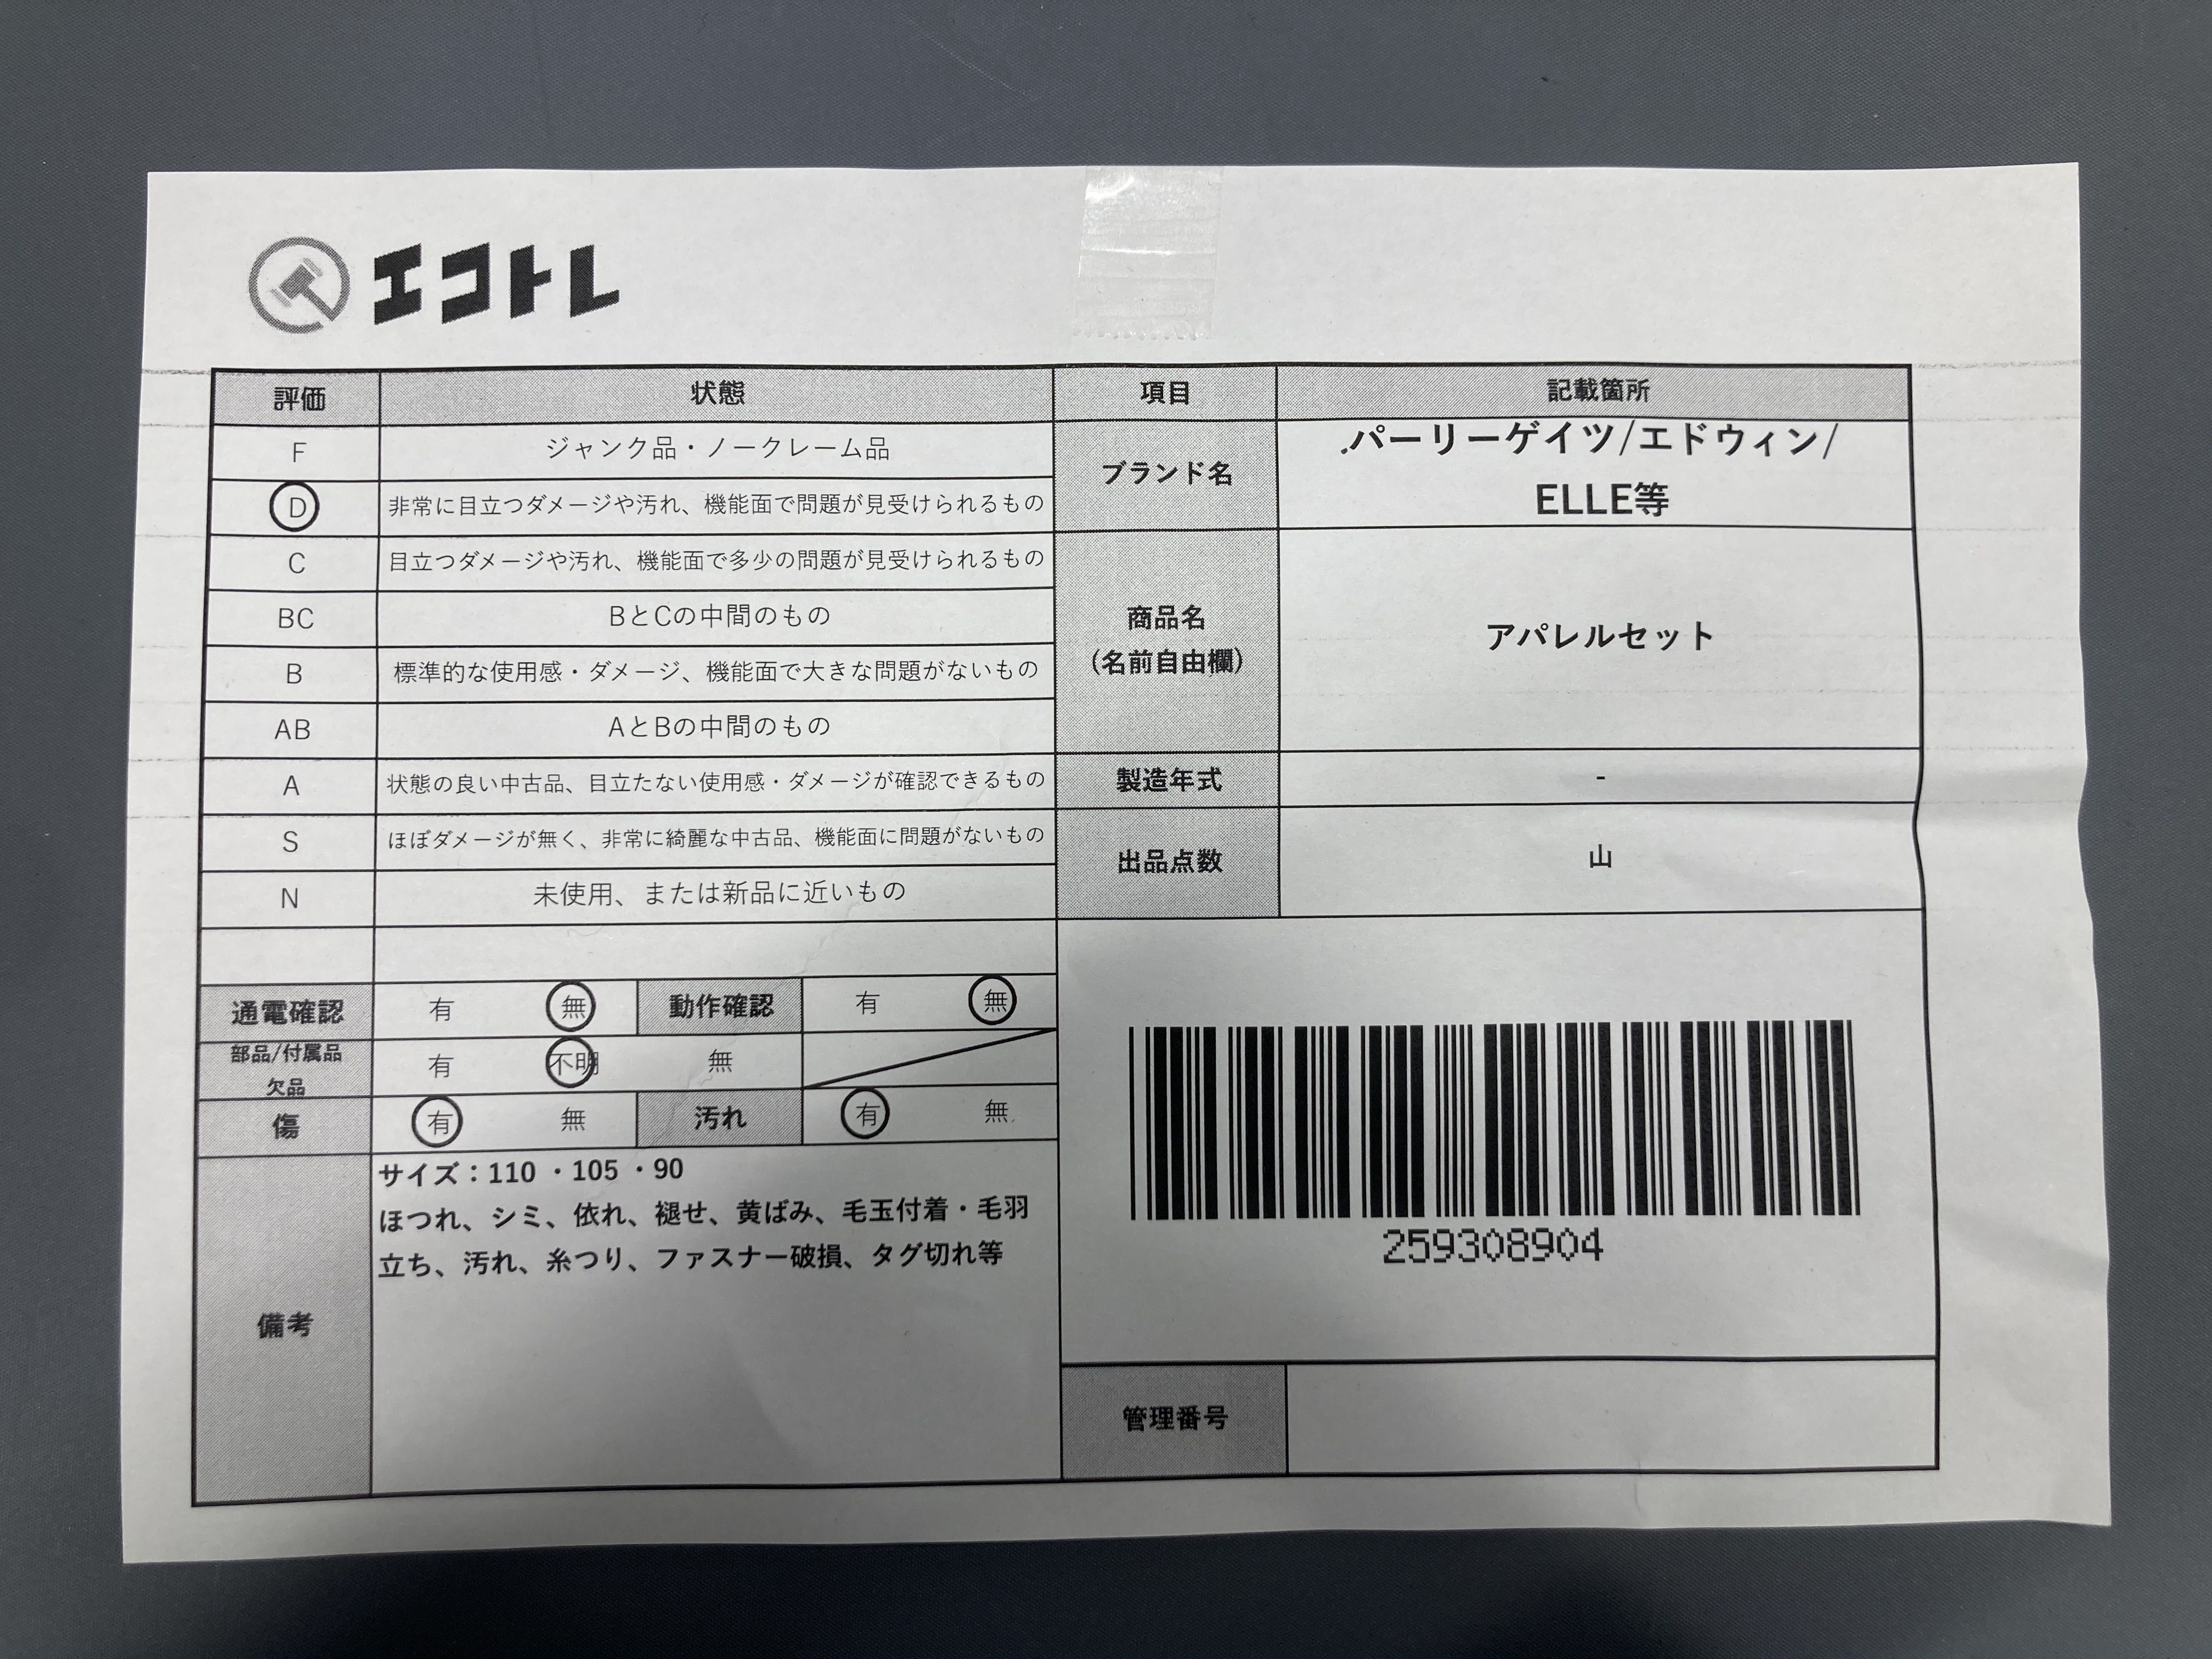 エコトレ
評価 状態 項目 記載箇所
F ジャンク品・ノークレーム品
D 非常に目立つダメージや汚れ、機能面で問題が見受けられるもの
C 目立つダメージや汚れ、機能面で多少の問題が見受けられるもの
BC BとCの中間のもの
B 標準的な使用感・ダメージ、機能面で大きな問題がないもの
AB AとBの中間のもの
A 状態の良い中古品、目立たない使用感・ダメージが確認できるもの
S ほぼダメージが無く、非常に綺麗な中古品、機能面に問題がないもの
N 未使用、または新品に近いもの
通電確認 有 無 動作確認 有 無
部品/付属品
欠品 有 不明 無
傷 有 無 汚れ 有 無
備考
サイズ：110 ・105 ・90
ほつれ、シミ、依れ、褪せ、黄ばみ、毛玉付着・毛羽
立ち、汚れ、糸つり、ファスナー破損、タグ切れ等
ブランド名
.パーリーゲイツ/エドウィン/
ELLE等
商品名
(名前自由欄)
アパレルセット
製造年式 -
出品点数 山
259308904
管理番号